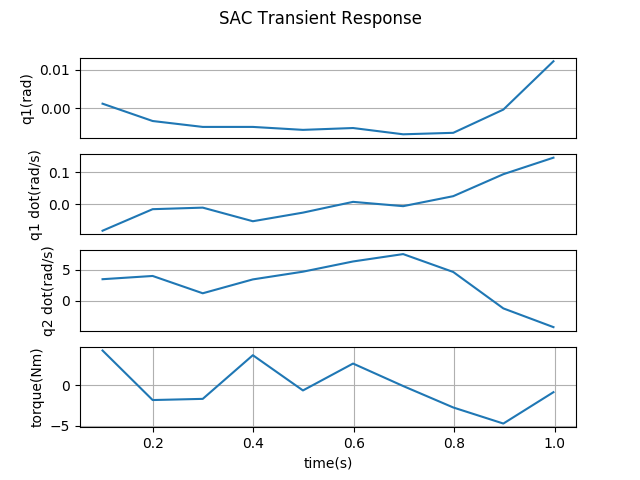 SAC Transient Response
0.01
0.00
q1(rad)
0.1
0.0
q1 dot(rad/s)
5
0
q2 dot(rad/s)
0
−5
torque(Nm)
0.2 0.4 0.6 0.8 1.0
time(s)